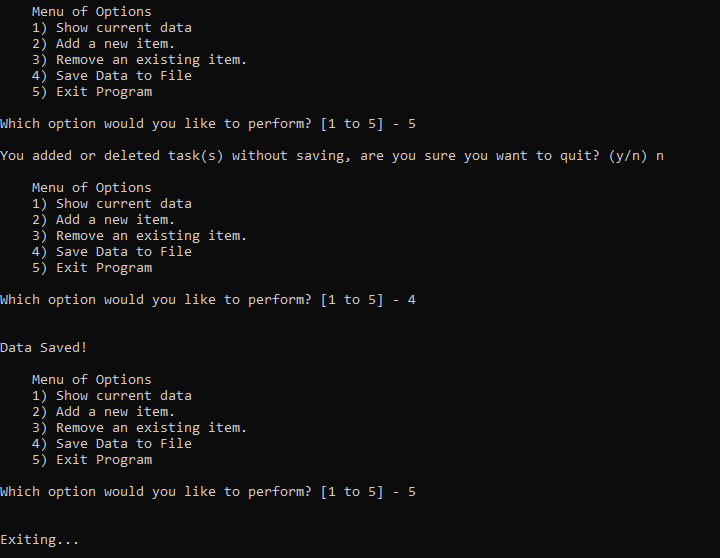 Menu of Options
1) Show current data
2) Add a new item.
3) Remove an existing item.
4) Save Data to File
5) Exit Program
Which option would you like to perform? [1 to 5] - 5
You added or deleted task(s) without saving, are you sure you want to quit? (y/n) n
Menu of Options
1) Show current data
2) Add a new item.
3) Remove an existing item.
4) Save Data to File
5) Exit Program
Which option would you like to perform? [1 to 5] - 4
Data Saved!
Menu of Options
1) Show current data
2) Add a new item.
3) Remove an existing item.
4) Save Data to File
5) Exit Program
Which option would you like to perform? [1 to 5] - 5
Exiting...